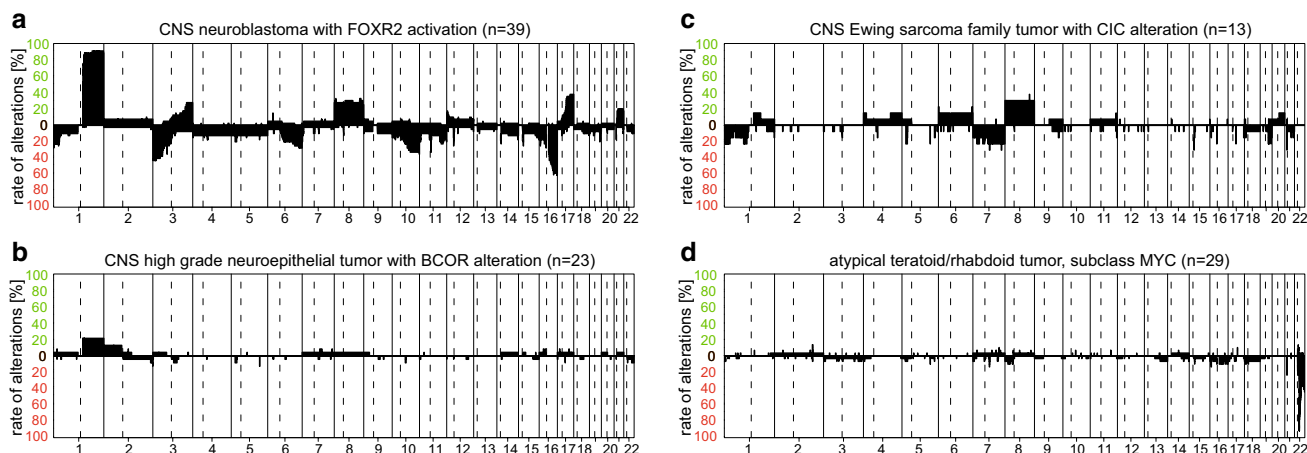 a
CNS neuroblastoma with FOXR2 activation (n=39)
rate of alterations [%]
100
80
60
40
20
0
20
40
60
80
100
1 2 3 4 5 6 7 8 9 10 11 12 13 14 15 16 17 18 20 22
b
CNS high grade neuroepithelial tumor with BCOR alteration (n=23)
rate of alterations [%]
100
80
60
40
20
0
20
40
60
80
100
1 2 3 4 5 6 7 8 9 10 11 12 13 14 15 16 17 18 20 22
c
CNS Ewing sarcoma family tumor with CIC alteration (n=13)
rate of alterations [%]
100
80
60
40
20
0
20
40
60
80
100
1 2 3 4 5 6 7 8 9 10 11 12 13 14 15 16 17 18 20 22
d
atypical teratoid/rhabdoid tumor, subclass MYC (n=29)
rate of alterations [%]
100
80
60
40
20
0
20
40
60
80
100
1 2 3 4 5 6 7 8 9 10 11 12 13 14 15 16 17 18 20 22